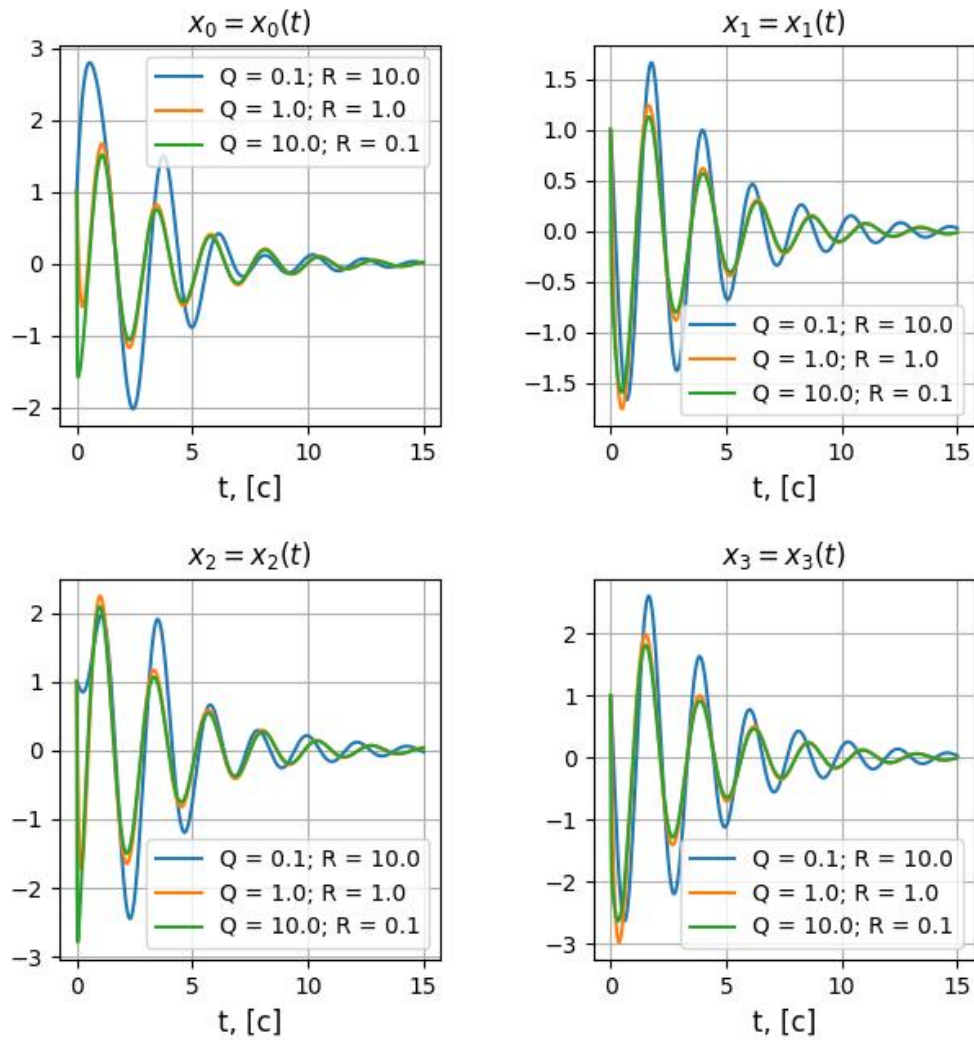 x₀ = x₀(t)
3
2
1
0
−1
−2
0 5 10 15
t, [c]
Q = 0.1; R = 10.0
Q = 1.0; R = 1.0
Q = 10.0; R = 0.1
x₁ = x₁(t)
1.5
1.0
0.5
0.0
−0.5
−1.0
−1.5
0 5 10 15
t, [c]
Q = 0.1; R = 10.0
Q = 1.0; R = 1.0
Q = 10.0; R = 0.1
x₂ = x₂(t)
2
1
0
−1
−2
−3
0 5 10 15
t, [c]
Q = 0.1; R = 10.0
Q = 1.0; R = 1.0
Q = 10.0; R = 0.1
x₃ = x₃(t)
2
1
0
−1
−2
−3
0 5 10 15
t, [c]
Q = 0.1; R = 10.0
Q = 1.0; R = 1.0
Q = 10.0; R = 0.1